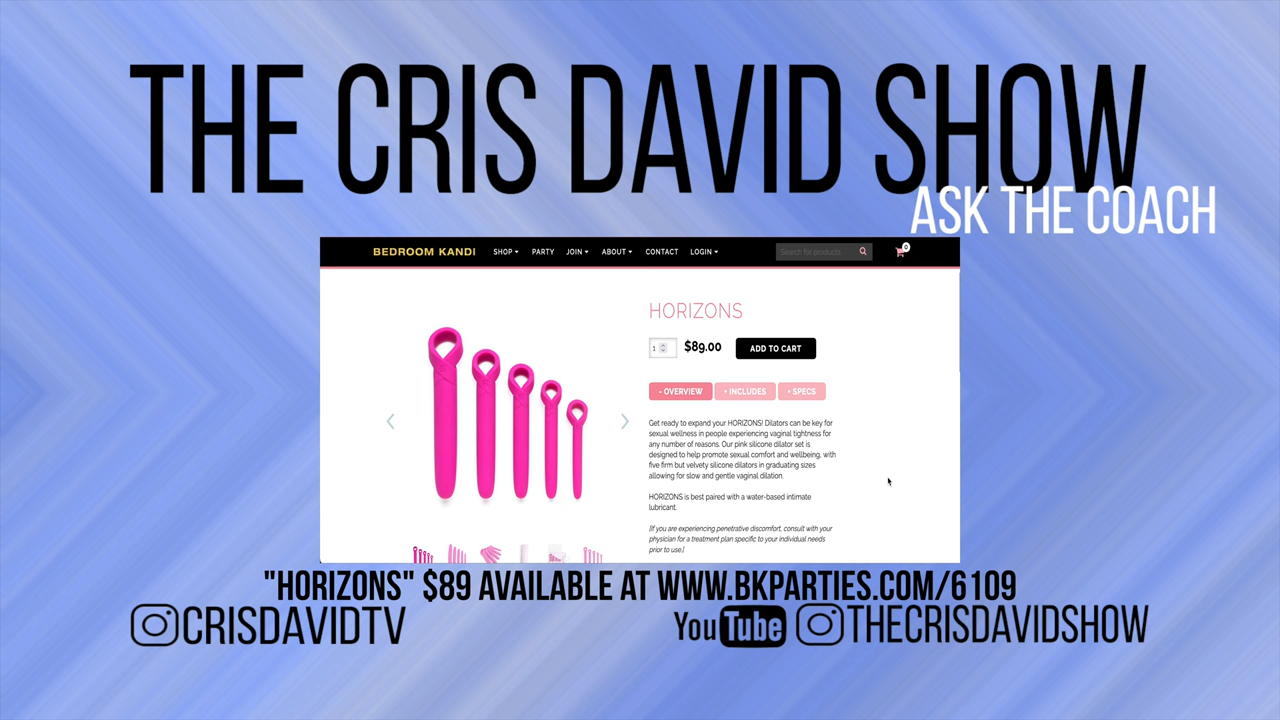 THE CRIS DAVID SHOW
ASK THE COACH
BEDROOM KANDI SHOP PARTY JOIN ABOUT CONTACT LOGIN Search for products 0
HORIZONS
1 $89.00 ADD TO CART
- OVERVIEW + INCLUDES + SPECS
Get ready to expand your HORIZONS! Dilators can be key for
sexual wellness in people experiencing vaginal tightness for
any number of reasons. Our pink silicone dilator set is
designed to help promote sexual comfort and wellbeing, with
five firm but velvety silicone dilators in graduating sizes
allowing for slow and gentle vaginal dilation.
HORIZONS is best paired with a water-based intimate
lubricant.
[If you are experiencing penetrative discomfort, consult with your
physician for a treatment plan specific to your individual needs
prior to use.]
"HORIZONS" $89 AVAILABLE AT WWW.BKPARTIES.COM/6109
CRISDAVIDTV YouTube THECRISDAVIDSHOW